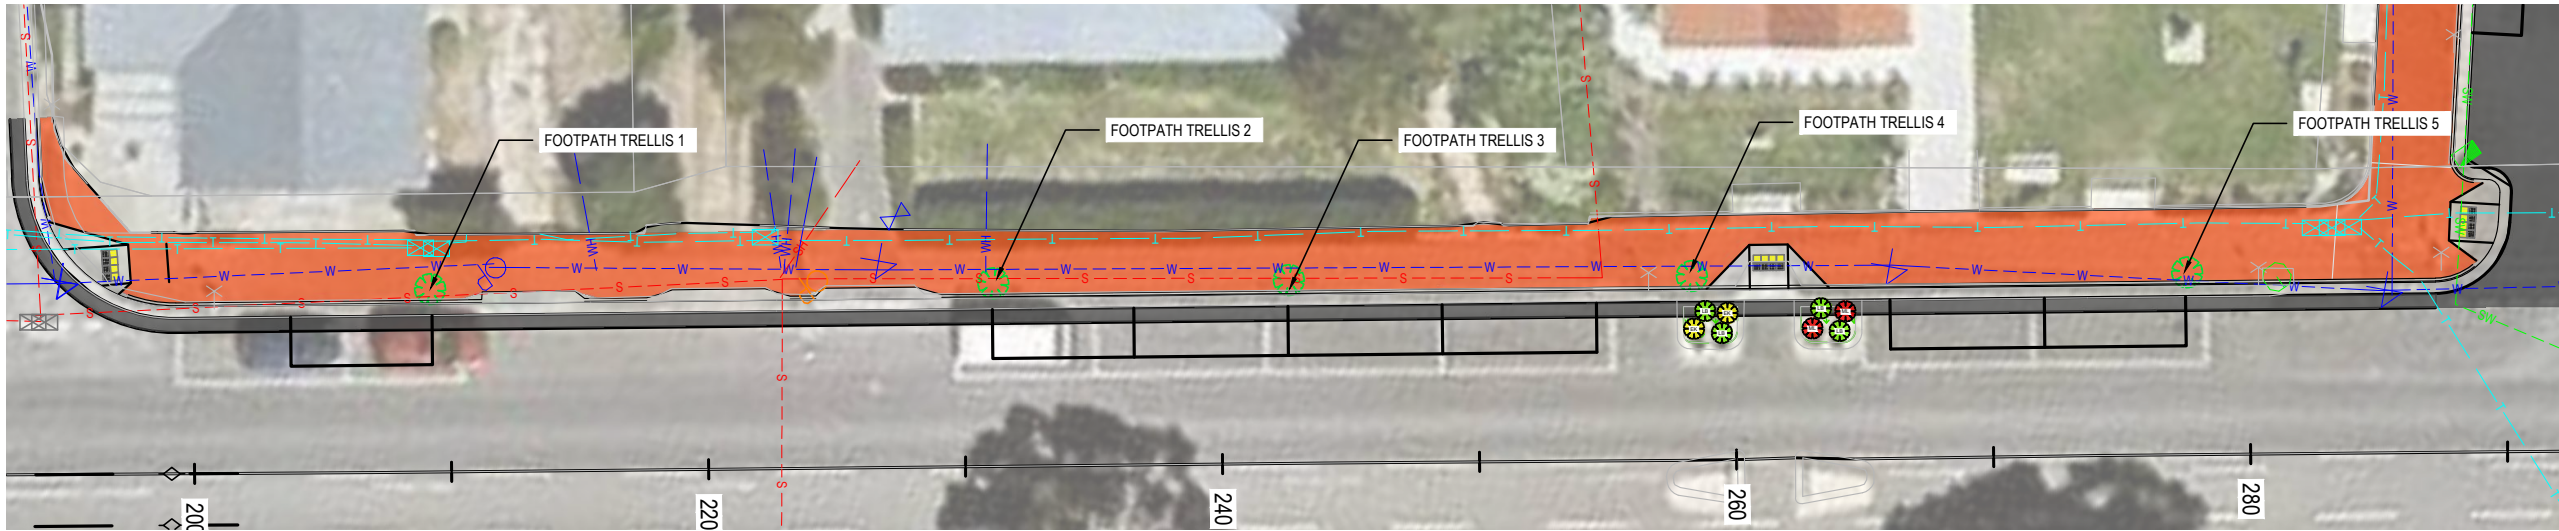 FOOTPATH TRELLIS 1
FOOTPATH TRELLIS 2
FOOTPATH TRELLIS 3
FOOTPATH TRELLIS 4
FOOTPATH TRELLIS 5
200
220
240
260
280